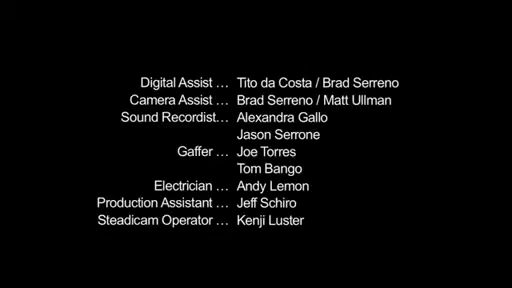 Digital Assist ... Tito da Costa / Brad Serreno
Camera Assist ... Brad Serreno / Matt Ullman
Sound Recordist... Alexandra Gallo
Jason Serrone
Gaffer ... Joe Torres
Tom Bango
Electrician ... Andy Lemon
Production Assistant ... Jeff Schiro
Steadicam Operator ... Kenji Luster